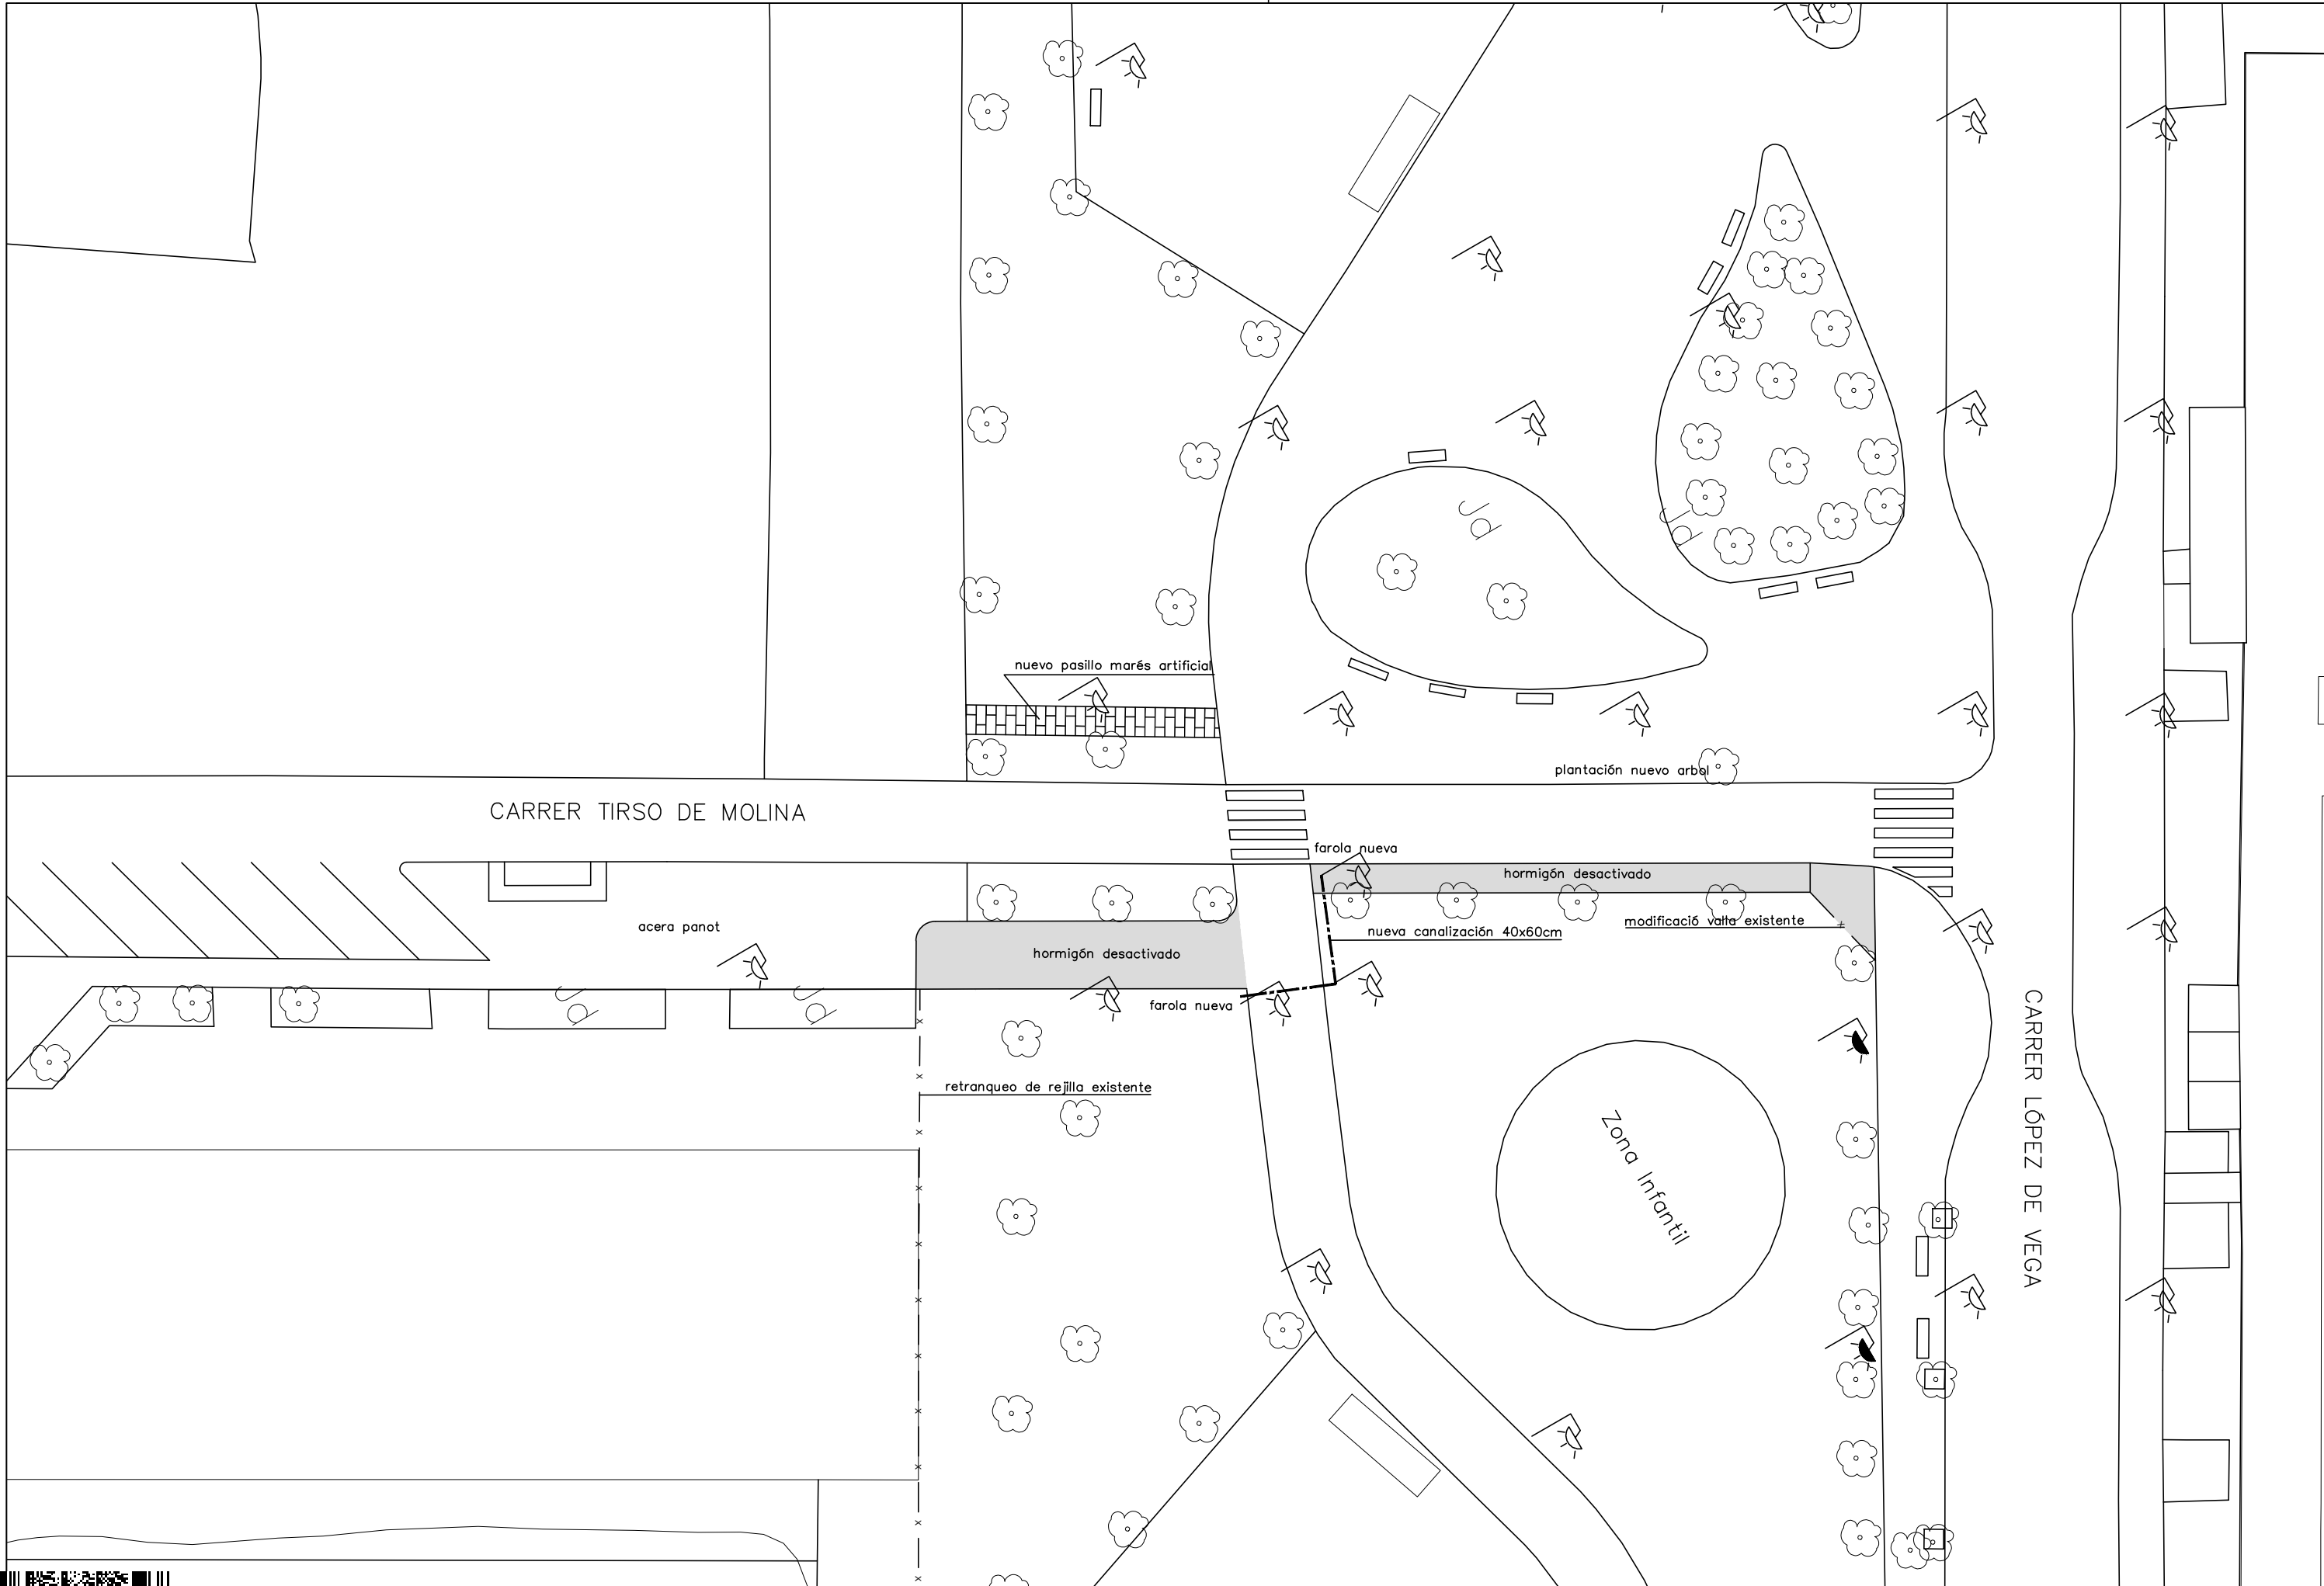 nuevo pasillo marés artificial
plantación nuevo arbol
CARRER TIRSO DE MOLINA
farola nueva
hormigón desactivado
acera panot
modificació valla existente
nueva canalización 40x60cm
hormigón desactivado
farola nueva
CARRER LÓPEZ DE VEGA
retranqueo de rejilla existente
Zona Infantil